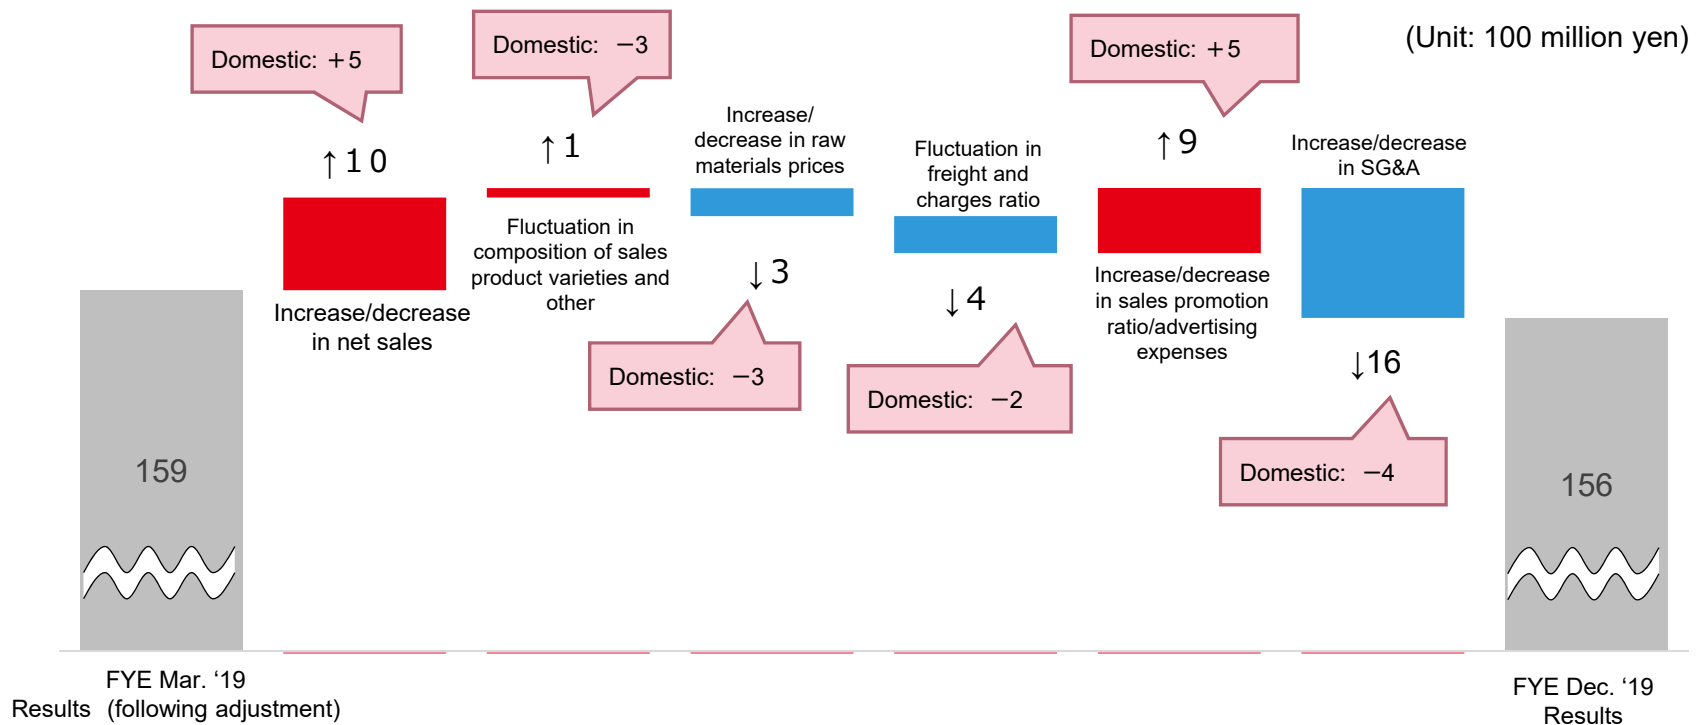 (Unit: 100 million yen)
Domestic: +5
↑10
Increase/decrease
in net sales
Domestic: −3
↑1
Fluctuation in
composition of sales
product varieties and
other
Increase/
decrease in raw
materials prices
↓3
Domestic: −3
Fluctuation in
freight and
charges ratio
↓4
Domestic: −2
Domestic: +5
↑9
Increase/decrease
in sales promotion
ratio/advertising
expenses
Increase/decrease
in SG&A
↓16
Domestic: −4
159
156
FYE Mar. ‘19
Results (following adjustment)
FYE Dec. ‘19
Results